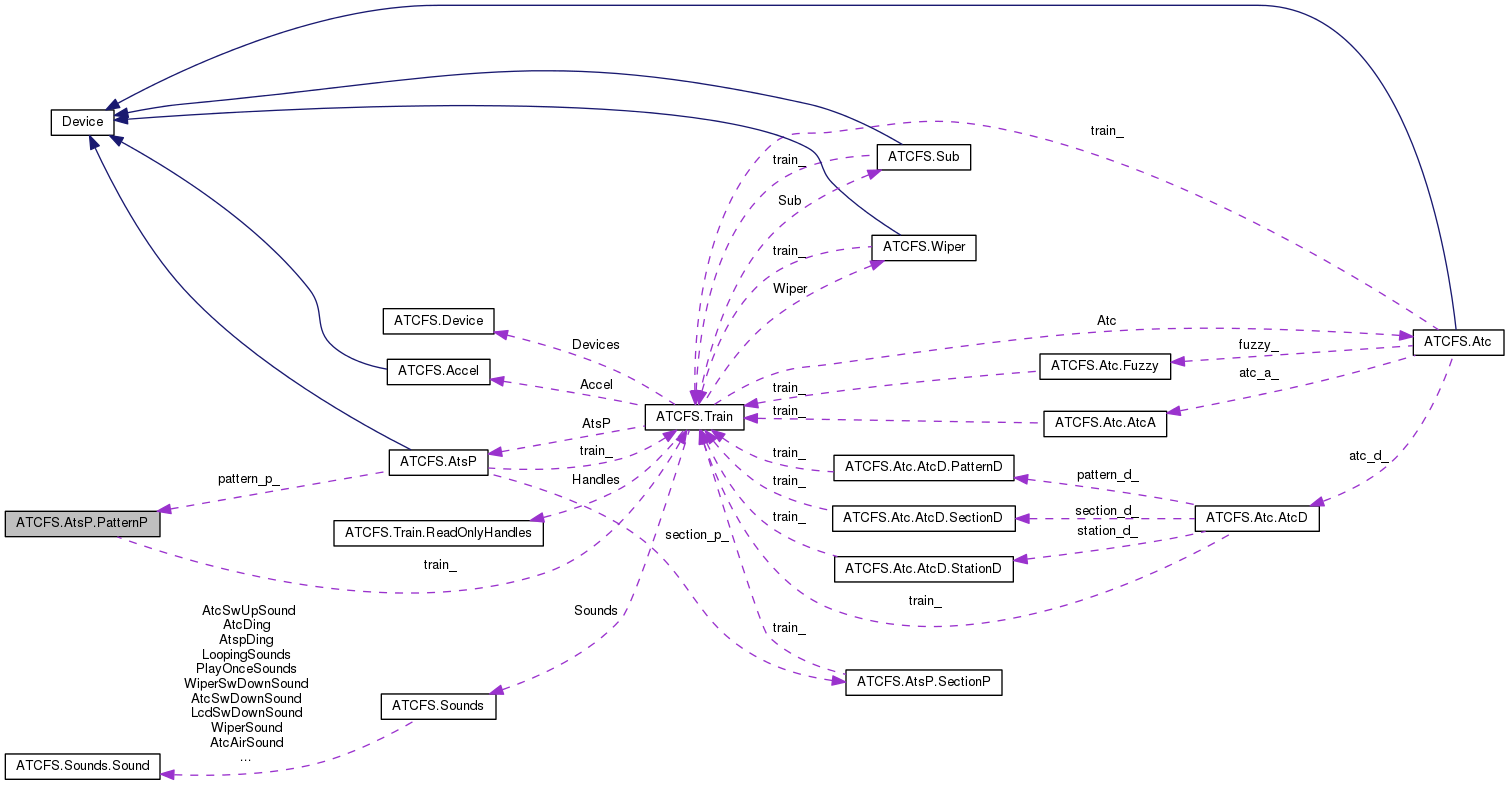 Device
train_
ATCFS.Sub
train_
Sub
ATCFS.Wiper
train_
Wiper
ATCFS.Device
Devices
Atc
ATCFS.Atc
fuzzy_
ATCFS.Atc.Fuzzy
ATCFS.Accel
Accel
train_
atc_a_
ATCFS.Train
train_
ATCFS.Atc.AtcA
AtsP
ATCFS.AtsP
train_
train_
ATCFS.Atc.AtcD.PatternD
atc_d_
pattern_p_
Handles
train_
pattern_d_
ATCFS.AtsP.PatternP
ATCFS.Train.ReadOnlyHandles
section_p_
train_
ATCFS.Atc.AtcD.SectionD
section_d_
ATCFS.Atc.AtcD
station_d_
train_
ATCFS.Atc.AtcD.StationD
train_
Sounds
train_
AtcSwUpSound
AtcDing
AtspDing
LoopingSounds
PlayOnceSounds
WiperSwDownSound
AtcSwDownSound
LcdSwDownSound
WiperSound
AtcAirSound
...
ATCFS.AtsP.SectionP
ATCFS.Sounds
ATCFS.Sounds.Sound